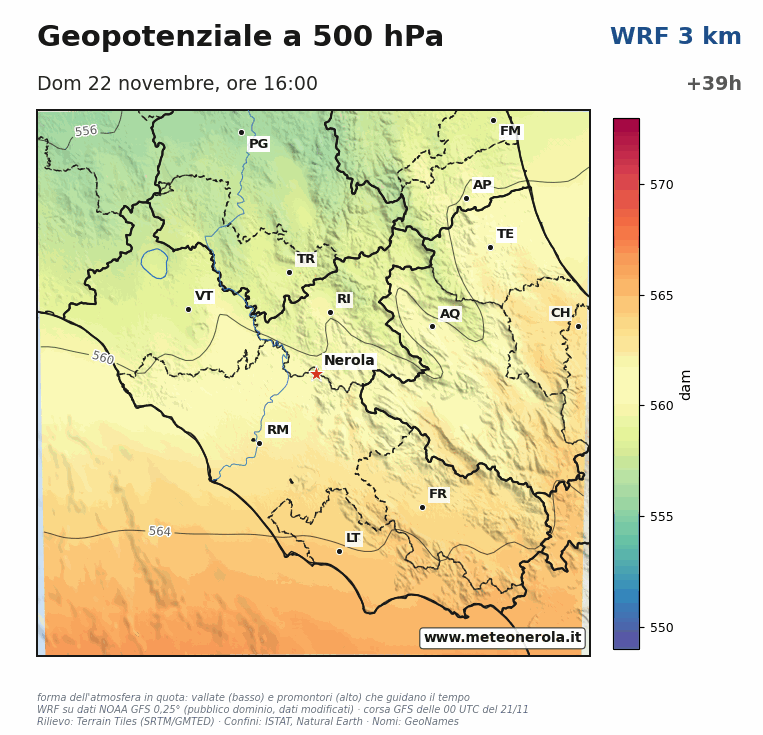 Geopotenziale a 500 hPa
WRF 3 km
Dom 22 novembre, ore 16:00
+39h
556
PG
FM
AP
TE
TR
VT
RI
AQ
CH
560
Nerola
RM
FR
564
LT
www.meteonerola.it
570
565
560
555
550
dam
forma dell'atmosfera in quota: vallate (basso) e promontori (alto) che guidano il tempo
WRF su dati NOAA GFS 0,25° (pubblico dominio, dati modificati) · corsa GFS delle 00 UTC del 21/11
Rilievo: Terrain Tiles (SRTM/GMTED) · Confini: ISTAT, Natural Earth · Nomi: GeoNames